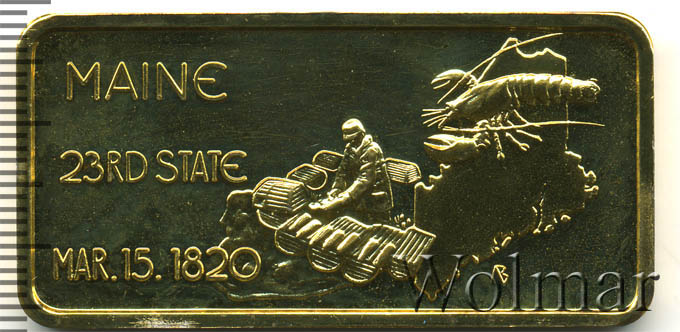 MAINE
23RD STATE
MAR. 15. 1820
Wolmar